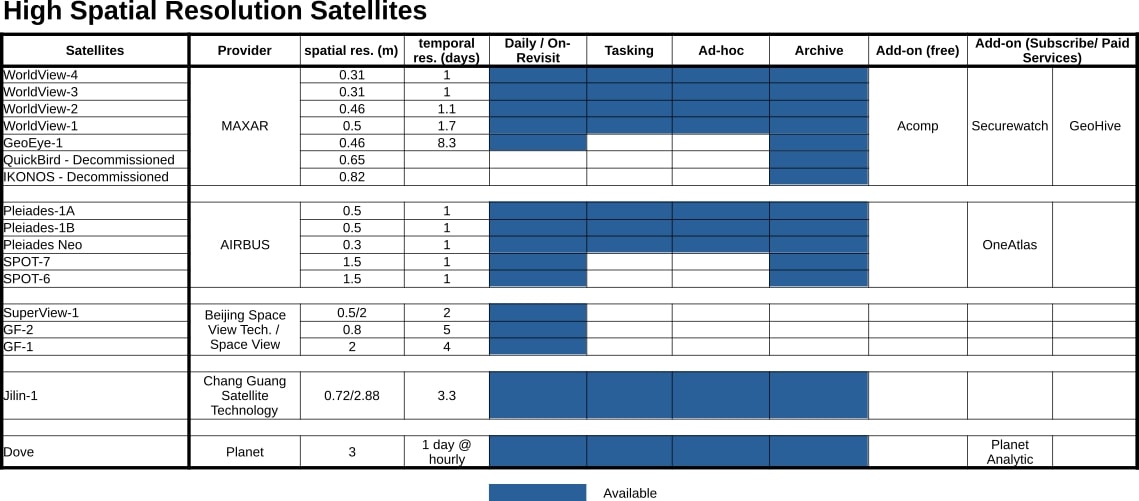 High Spatial Resolution Satellites
Satellites Provider spatial res. (m) temporal res. (days) Daily / On-Revisit Tasking Ad-hoc Archive Add-on (free) Add-on (Subscribe/ Paid Services)
WorldView-4 MAXAR 0.31 1 Acomp Securewatch GeoHive
WorldView-3 0.31 1
WorldView-2 0.46 1.1
WorldView-1 0.5 1.7
GeoEye-1 0.46 8.3
QuickBird - Decommissioned 0.65
IKONOS - Decommissioned 0.82
Pleiades-1A AIRBUS 0.5 1 OneAtlas
Pleiades-1B 0.5 1
Pleiades Neo 0.3 1
SPOT-7 1.5 1
SPOT-6 1.5 1
SuperView-1 Beijing Space View Tech. / Space View 0.5/2 2
GF-2 0.8 5
GF-1 2 4
Jilin-1 Chang Guang Satellite Technology 0.72/2.88 3.3
Dove Planet 3 1 day @ hourly Planet Analytic
Available